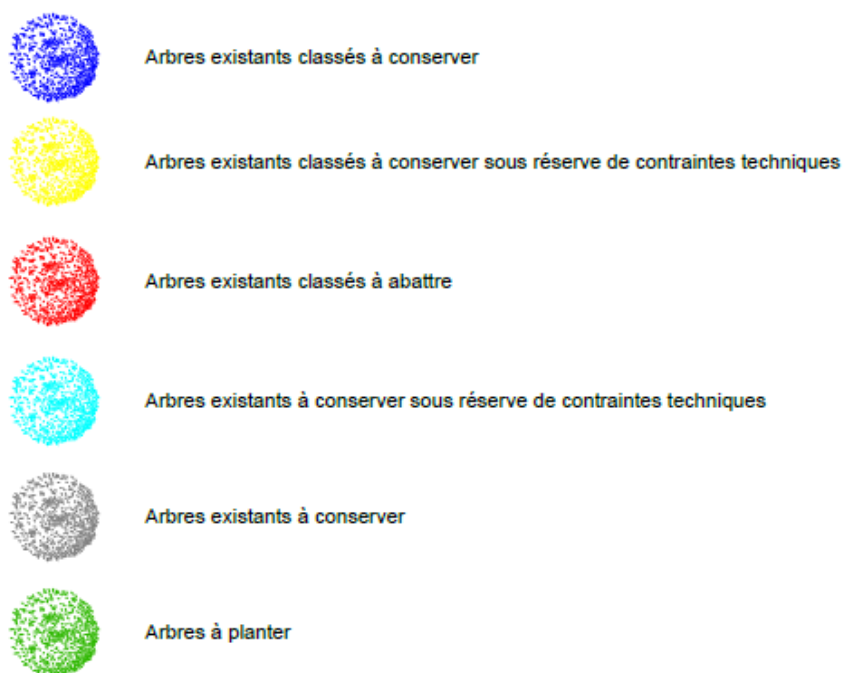 Arbres existants classés à conserver
Arbres existants classés à conserver sous réserve de contraintes techniques
Arbres existants classés à abattre
Arbres existants à conserver sous réserve de contraintes techniques
Arbres existants à conserver
Arbres à planter